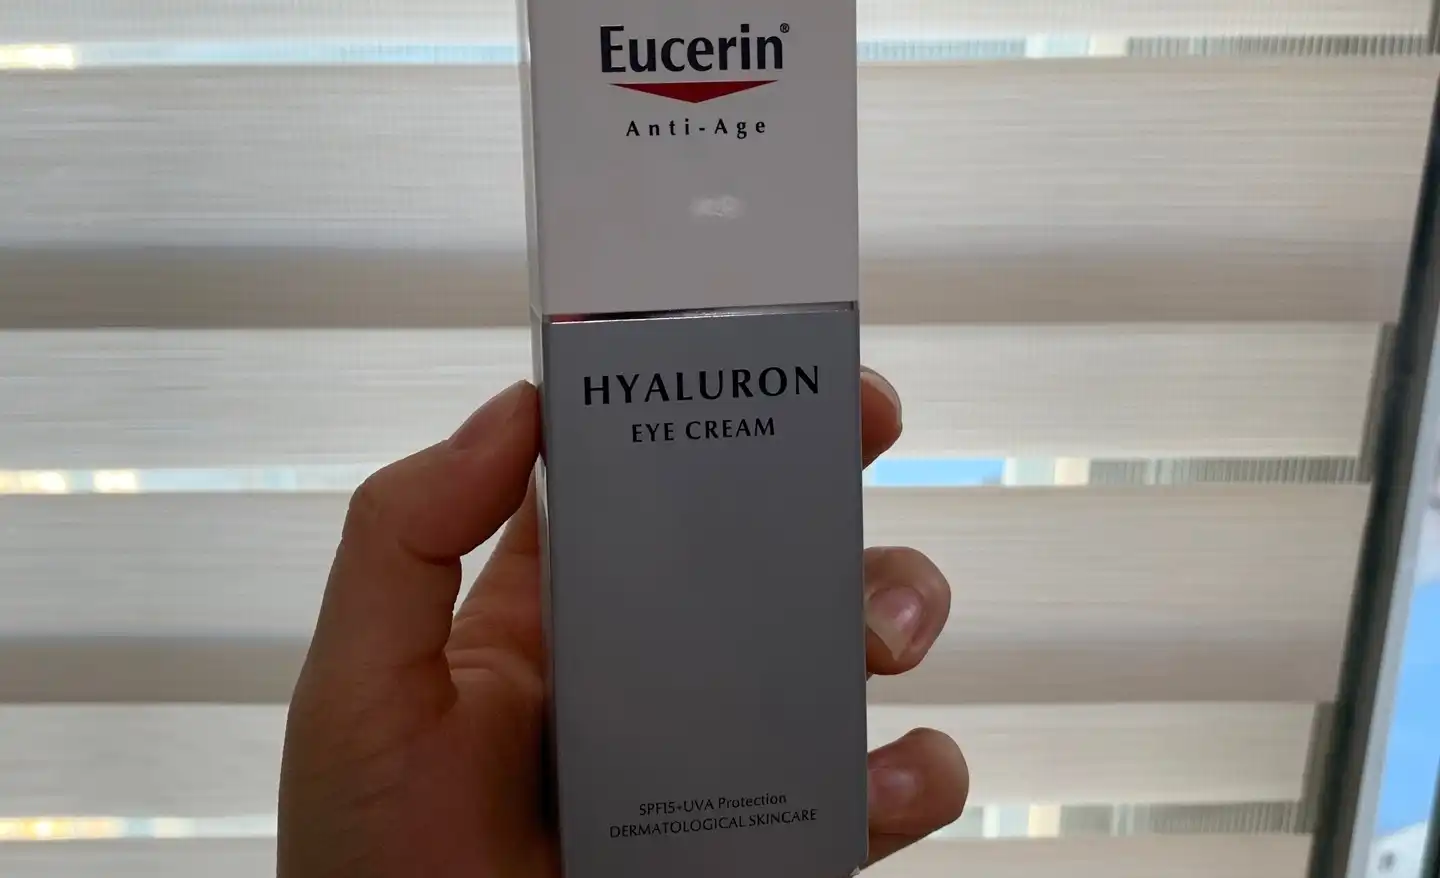 Eucerin®
Anti-Age
HYALURON
EYE CREAM
SPF15+UVA Protection
DERMATOLOGICAL SKINCARE